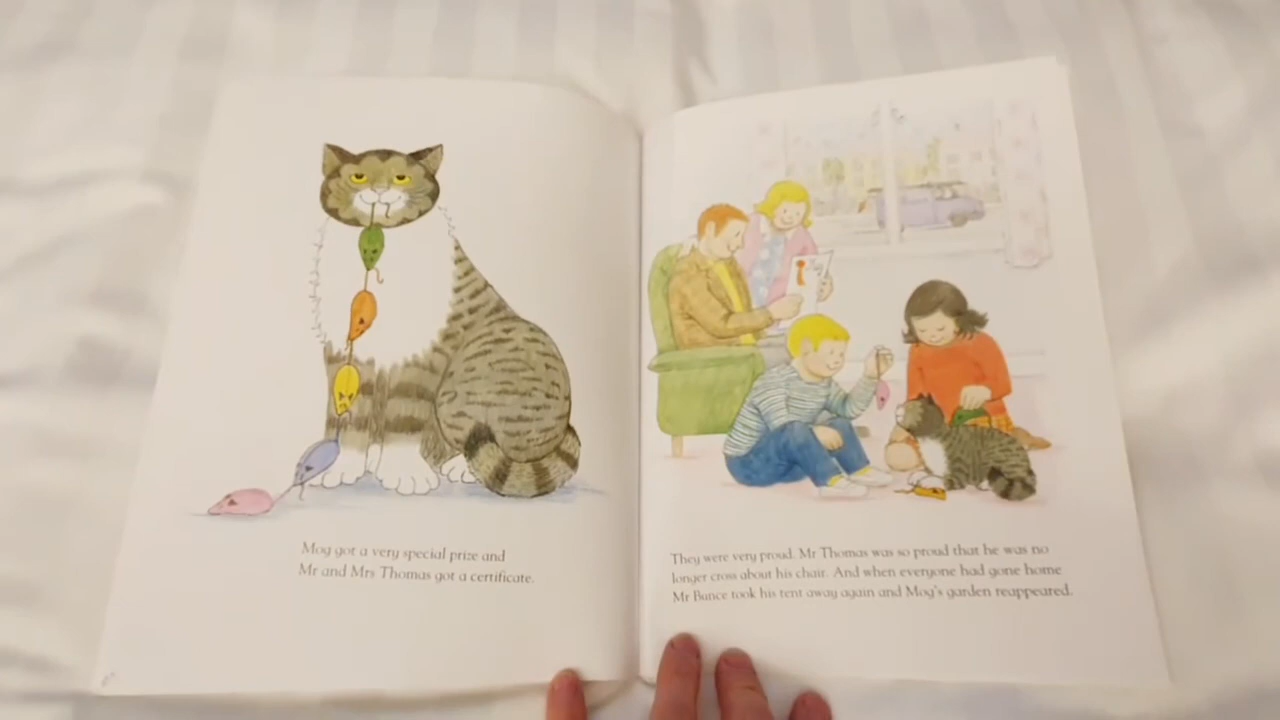 Mog got a very special prize and
Mr and Mrs Thomas got a certificate.
They were very proud. Mr Thomas was so proud that he was no
longer cross about his chair. And when everyone had gone home
Mr Bunce took his tent away again and Mog's garden reappeared.